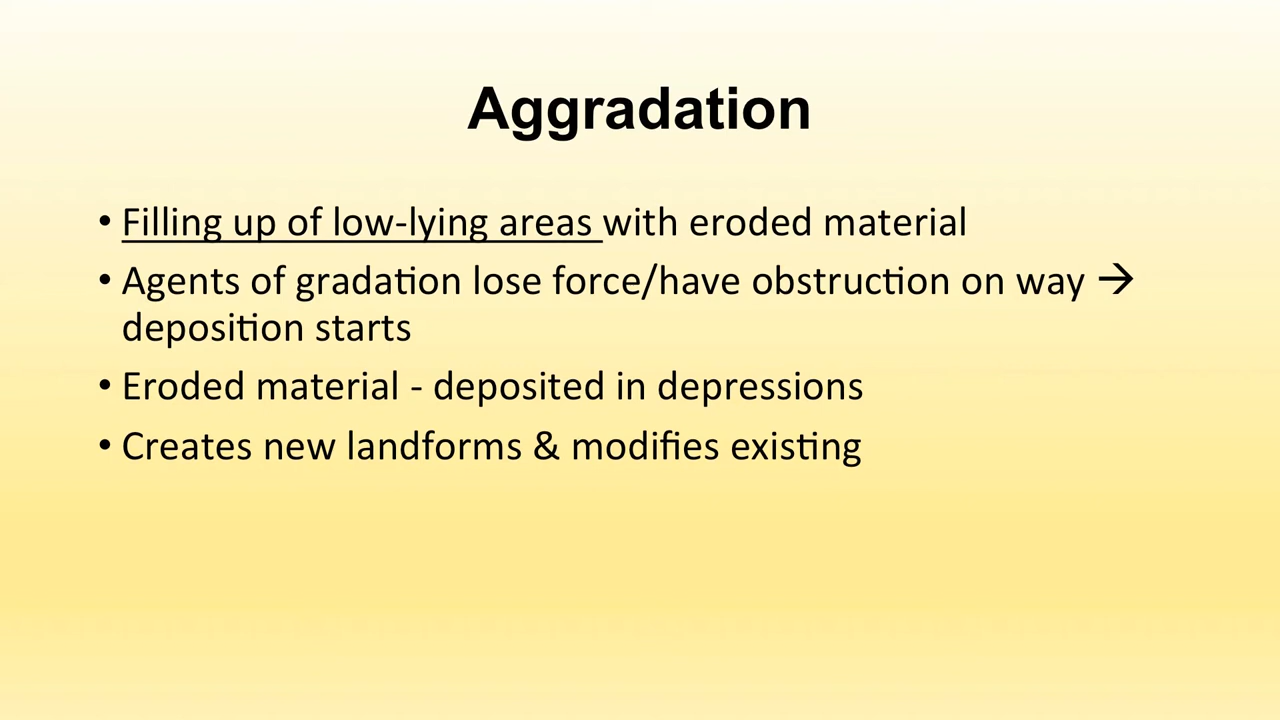 Aggradation
• Filling up of low-lying areas with eroded material
• Agents of gradation lose force/have obstruction on way →
deposition starts
• Eroded material - deposited in depressions
• Creates new landforms & modifies existing